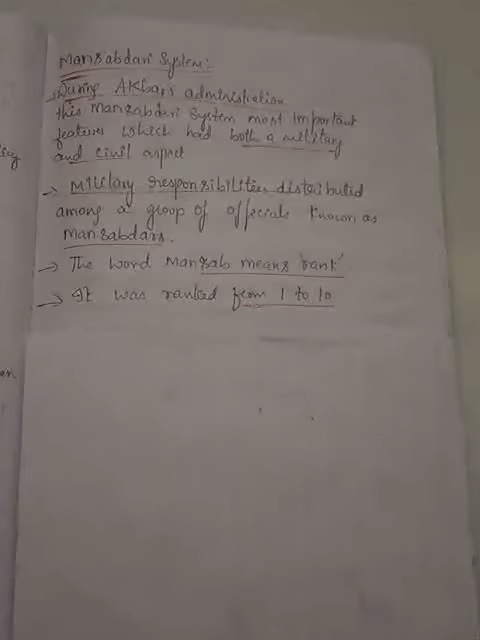 Mansabdari System:-
→ During AKbar's administration
this Mansabdari System most important
features which had both a military
and civil aspect
→ Military responsibilities distributed
among a group of officials known as
Mansabdars.
→ The word Mansab means 'rank'
→ It was ranked from 1 to 10